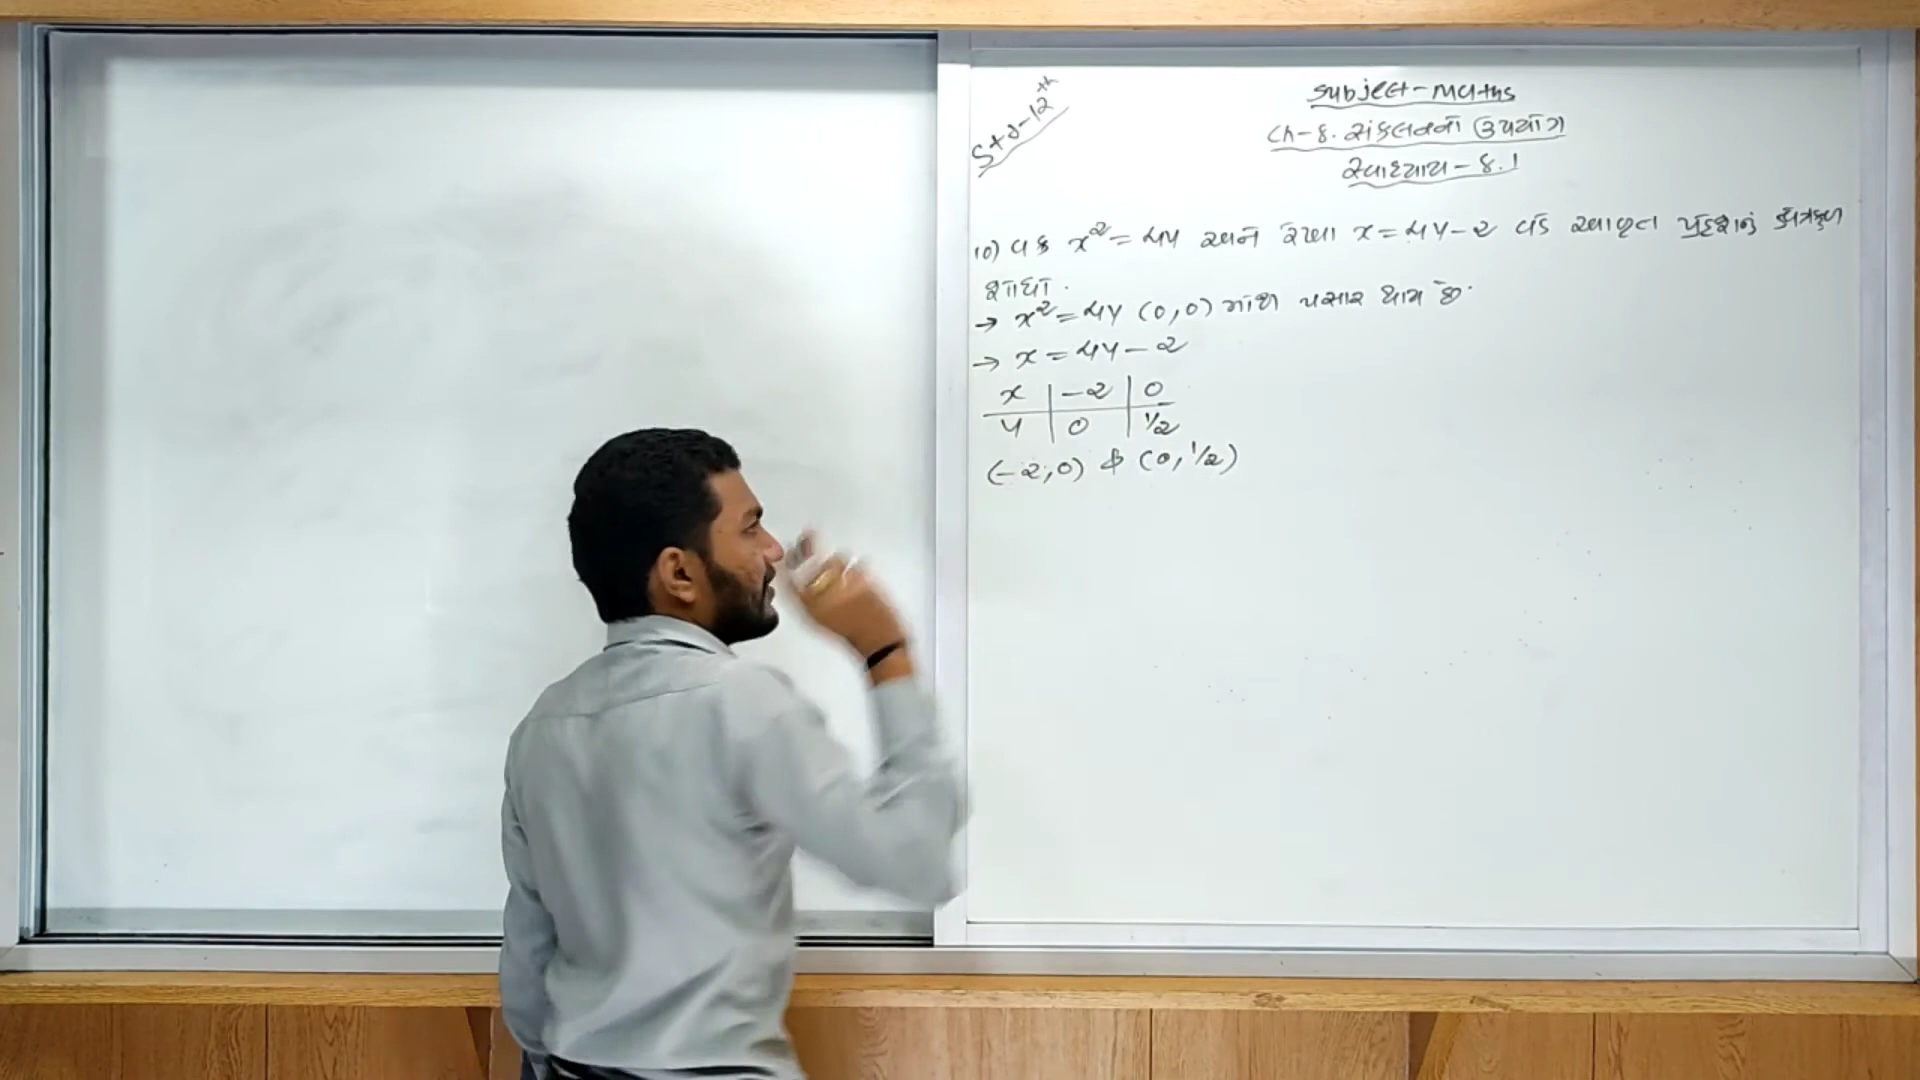 Std-12th
Subject-Maths
Ch-8. સંકલનનો ઉપયોગ
સ્વાધ્યાય - 8.1
10) વક્ર x² = 4y અને રેખા x = 4y - 2 વડે આવૃત પ્રદેશનું ક્ષેત્રફળ
શોધો.
→ x² = 4y (0,0) માંથી પસાર થાય છે.
→ x = 4y - 2
x | -2 | 0
y | 0 | 1/2
(-2,0) & (0,1/2)